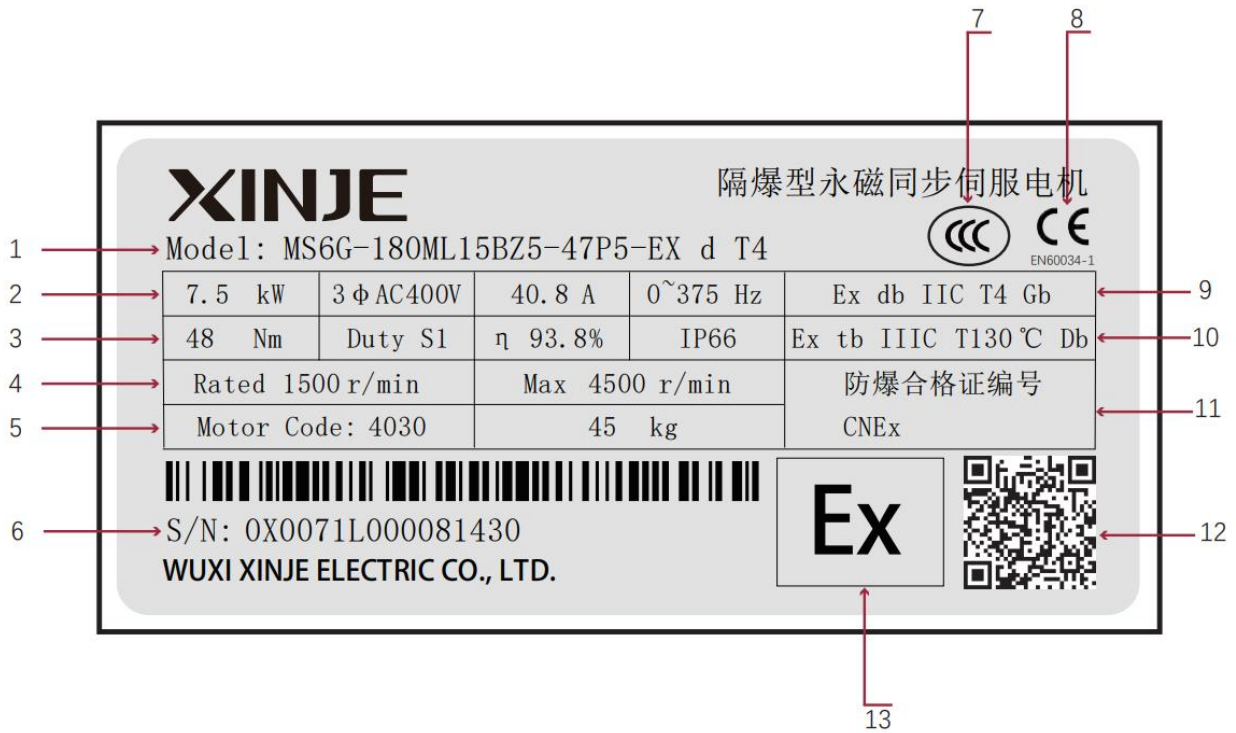 7 8
XINJE
隔爆型永磁同步伺服电机
CCC CE
EN60034-1
1 Model: MS6G-180ML15BZ5-47P5-EX d T4
2 7.5 kW 3ФAC400V 40.8 A 0~375 Hz Ex db IIC T4 Gb 9
3 48 Nm Duty S1 η 93.8% IP66 Ex tb IIIC T130℃ Db 10
4 Rated 1500r/min Max 4500 r/min 防爆合格证编号
5 Motor Code: 4030 45 kg CNEx 11
6 S/N: 0X0071L000081430
WUXI XINJE ELECTRIC CO., LTD.
Ex
12
13